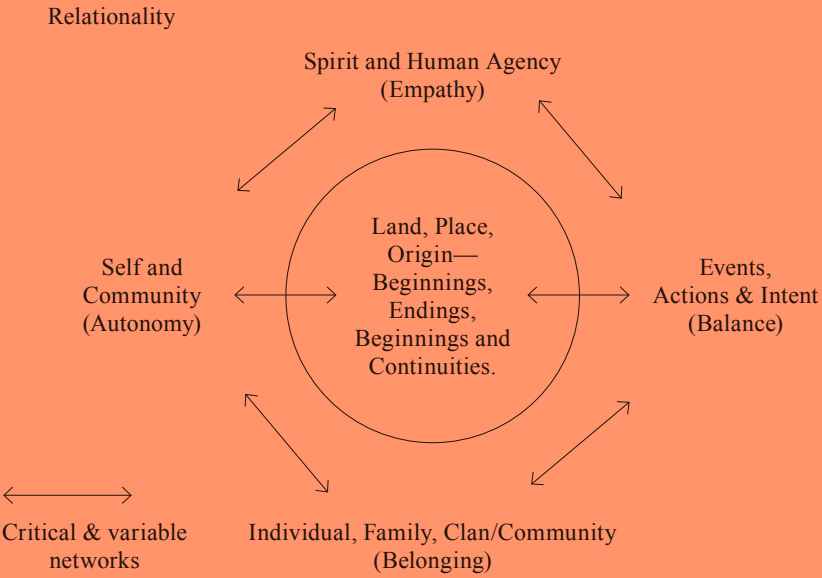 Relationality
Spirit and Human Agency
(Empathy)
Land, Place,
Origin—
Beginnings,
Endings,
Beginnings and
Continuities.
Self and
Community
(Autonomy)
Events,
Actions & Intent
(Balance)
Critical & variable
networks
Individual, Family, Clan/Community
(Belonging)